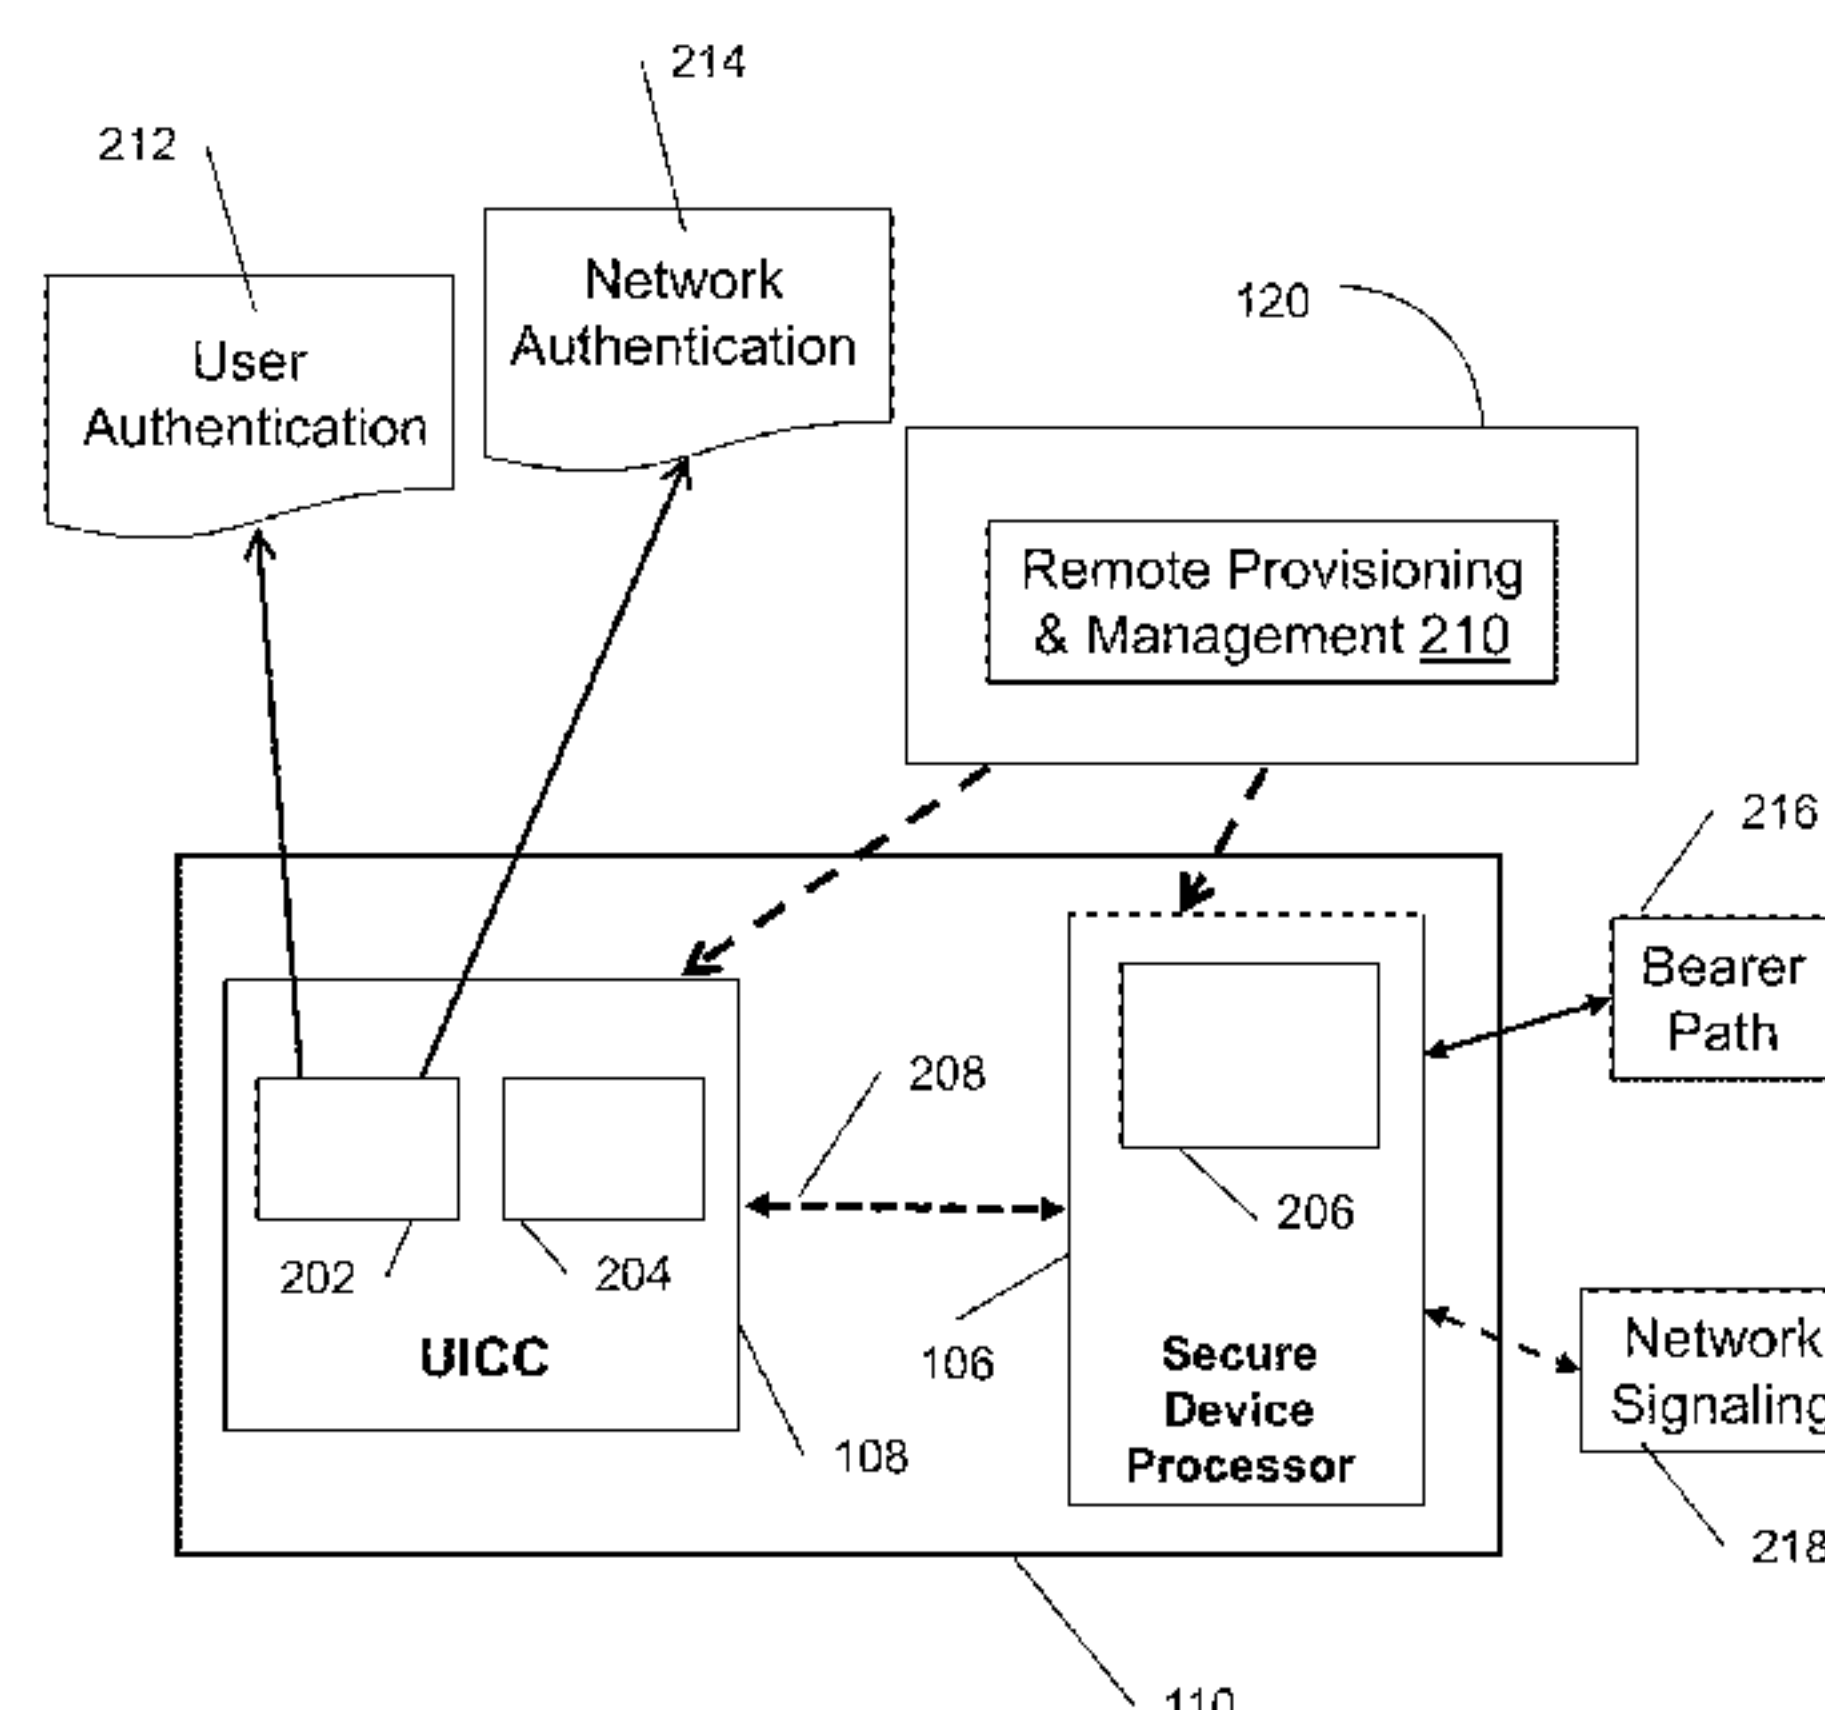 214
212
Network
Authentication
120
User
Authentication
Remote Provisioning
& Management 210
216
Bearer
Path
208
206
202
204
Network
Signaling
UICC
106
Secure
Device
Processor
108
218
110